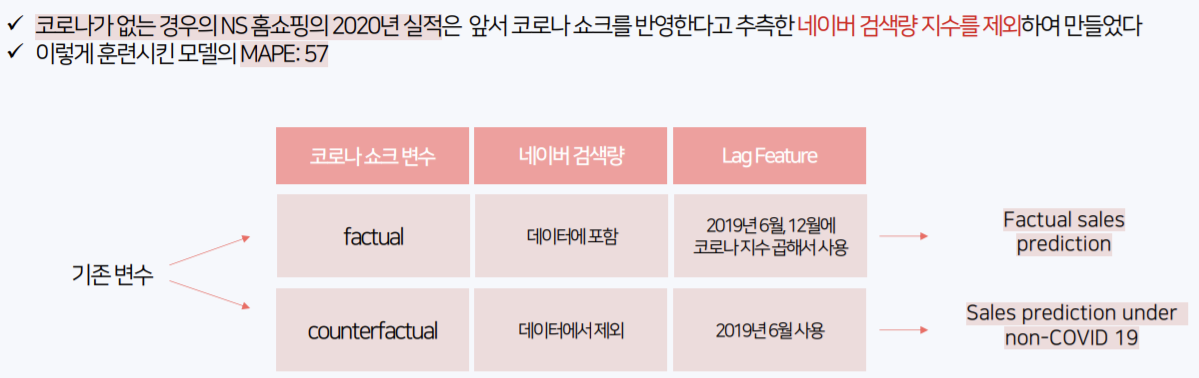 ✓ 코로나가 없는 경우의 NS 홈쇼핑의 2020년 실적은 앞서 코로나 쇼크를 반영한다고 추측한 네이버 검색량 지수를 제외하여 만들었다
✓ 이렇게 훈련시킨 모델의 MAPE: 57
코로나 쇼크 변수 네이버 검색량 Lag Feature
기존 변수
factual 데이터에 포함 2019년 6월, 12월에
코로나 지수 곱해서 사용
Factual sales
prediction
counterfactual 데이터에서 제외 2019년 6월 사용
Sales prediction under
non-COVID 19